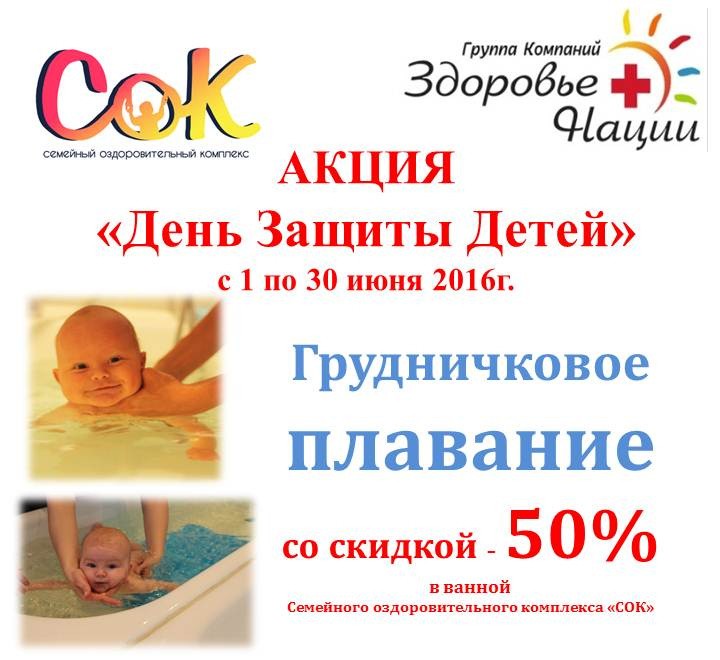 СОК
СЕМЕЙНЫЙ ОЗДОРОВИТЕЛЬНЫЙ КОМПЛЕКС
Группа Компаний
Здоровье
Нации
АКЦИЯ
«День Защиты Детей»
с 1 по 30 июня 2016г.
Грудничковое
плавание
со скидкой - 50%
в ванной
Семейного оздоровительного комплекса «СОК»